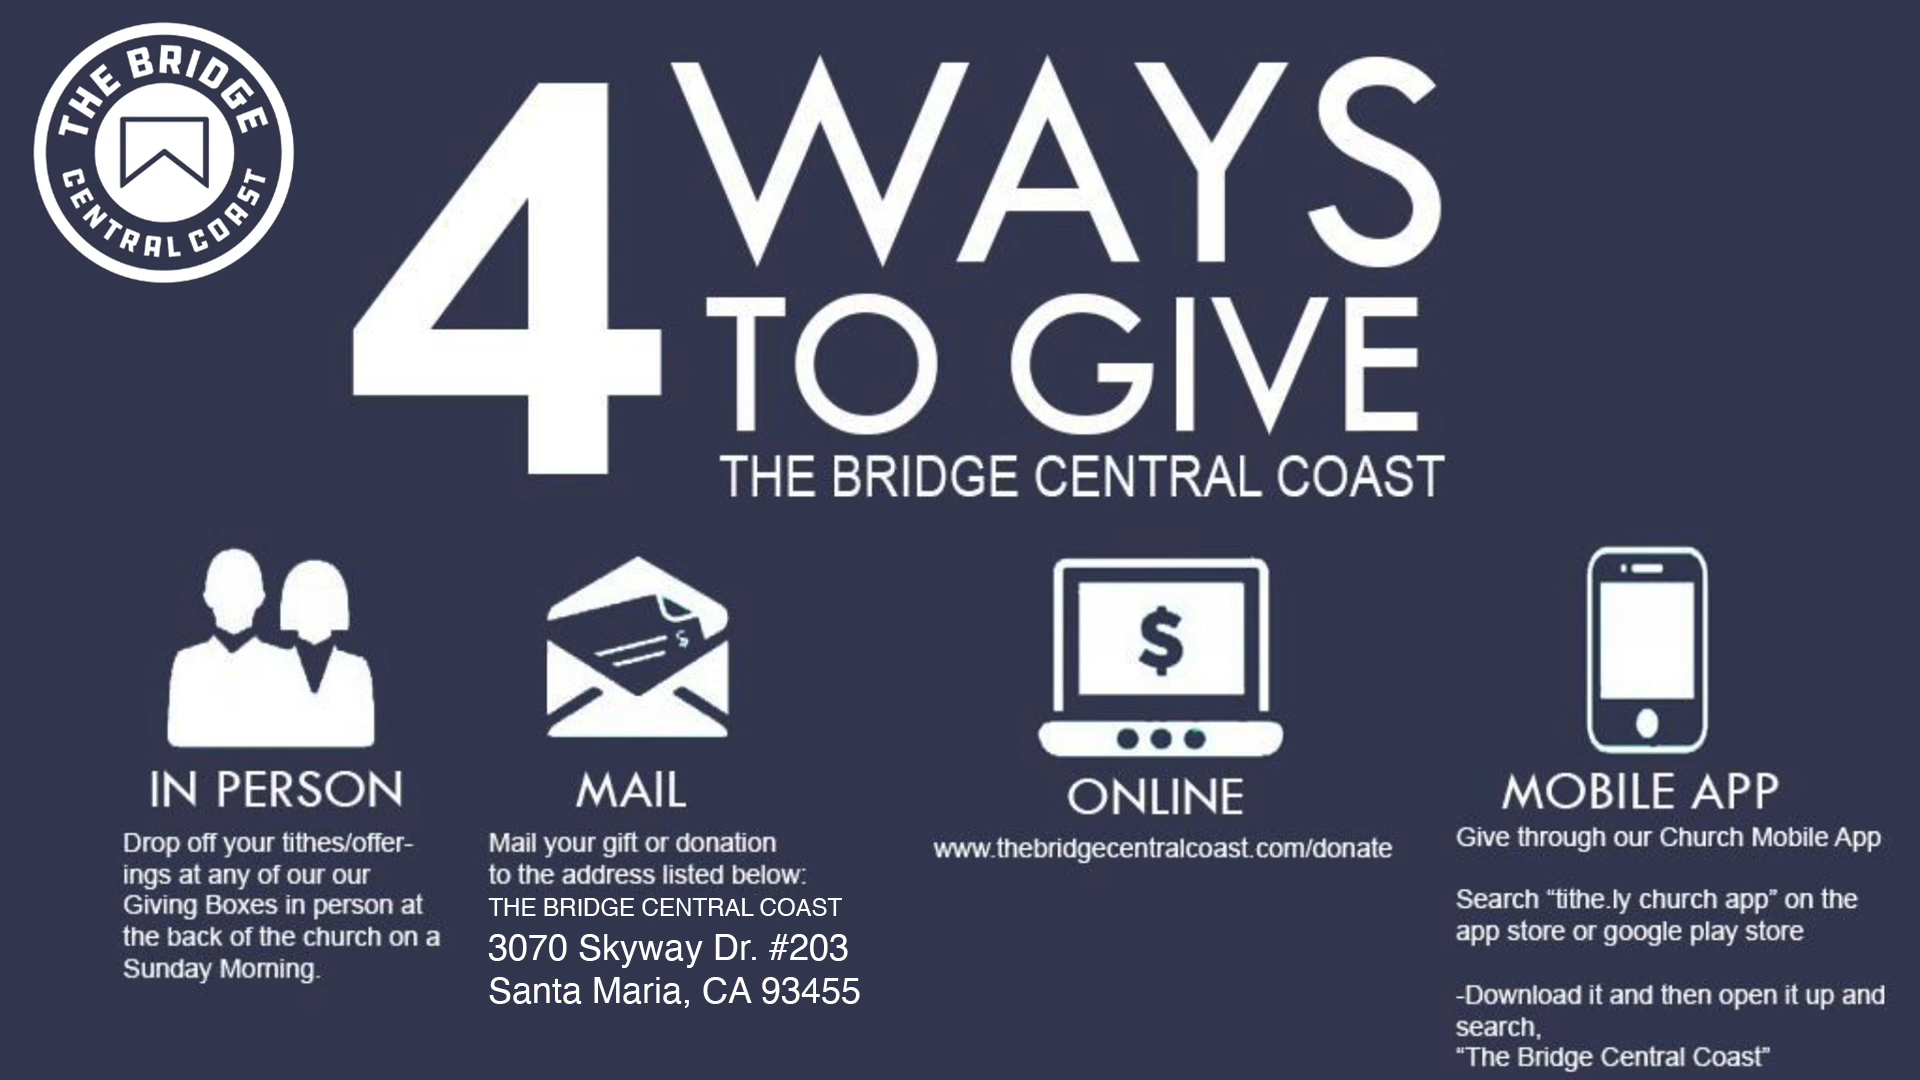 THE BRIDGE
CENTRAL COAST
4 WAYS
TO GIVE
THE BRIDGE CENTRAL COAST
$
$
IN PERSON
Drop off your tithes/offer-
ings at any of our our
Giving Boxes in person at
the back of the church on a
Sunday Morning.
MAIL
Mail your gift or donation
to the address listed below:
THE BRIDGE CENTRAL COAST
3070 Skyway Dr. #203
Santa Maria, CA 93455
ONLINE
www.thebridgecentralcoast.com/donate
MOBILE APP
Give through our Church Mobile App
Search “tithe.ly church app” on the
app store or google play store
-Download it and then open it up and
search,
“The Bridge Central Coast”